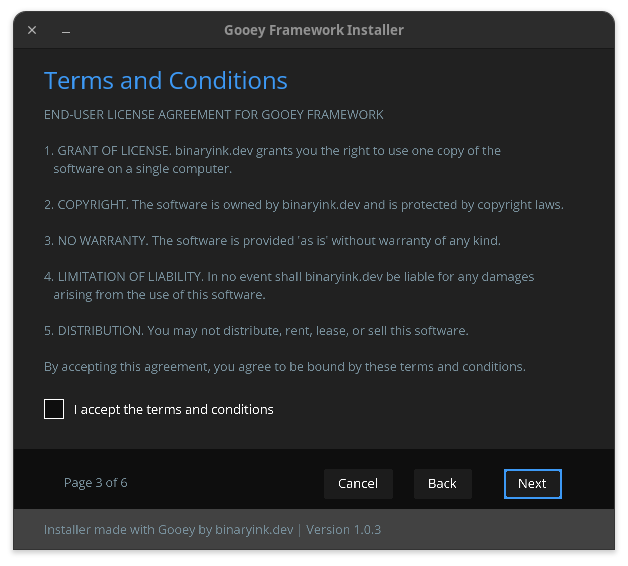 Gooey Framework Installer
Terms and Conditions
END-USER LICENSE AGREEMENT FOR GOOEY FRAMEWORK
1. GRANT OF LICENSE. binaryink.dev grants you the right to use one copy of the
software on a single computer.
2. COPYRIGHT. The software is owned by binaryink.dev and is protected by copyright laws.
3. NO WARRANTY. The software is provided 'as is' without warranty of any kind.
4. LIMITATION OF LIABILITY. In no event shall binaryink.dev be liable for any damages
arising from the use of this software.
5. DISTRIBUTION. You may not distribute, rent, lease, or sell this software.
By accepting this agreement, you agree to be bound by these terms and conditions.
I accept the terms and conditions
Page 3 of 6
Cancel
Back
Next
Installer made with Gooey by binaryink.dev | Version 1.0.3